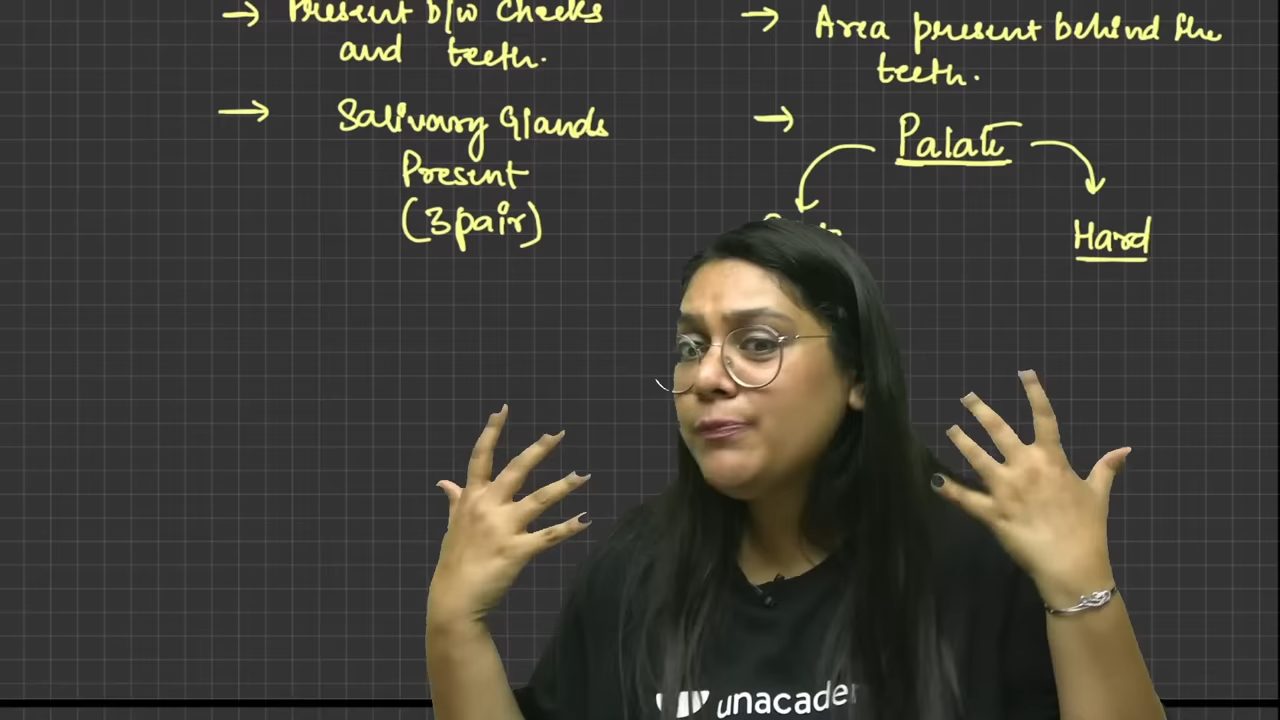 → Present b/w cheeks
and teeth.
→ Salivary Glands
Present
(3 pair)
→ Area present behind the
teeth.
→ Palate
Hard
unacade